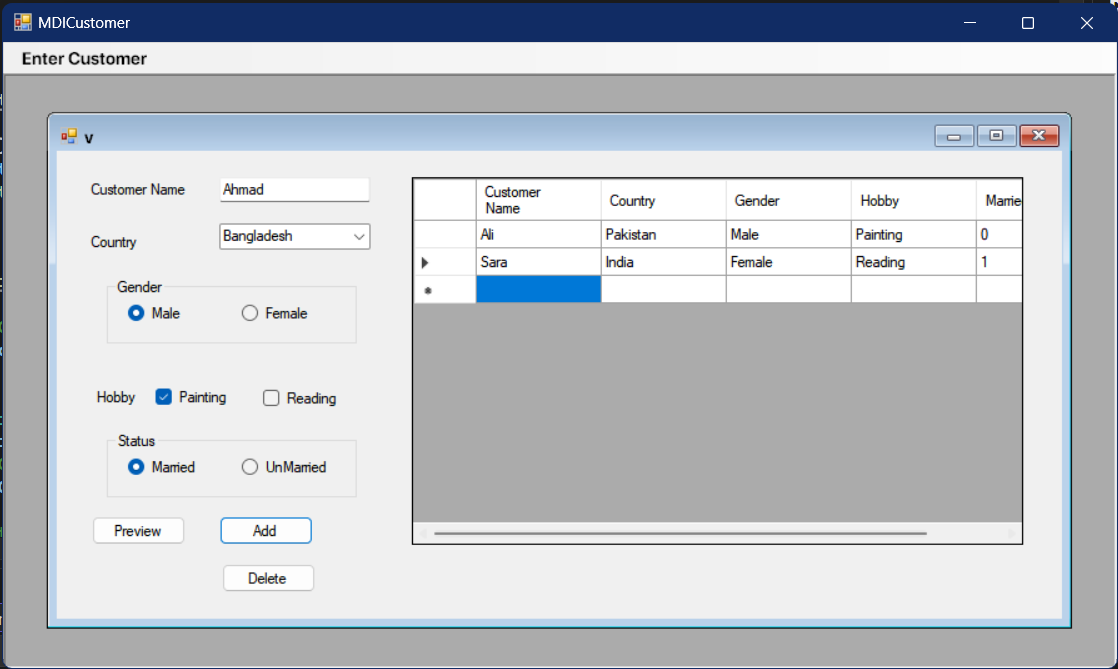 MDICustomer
Enter Customer
v
Customer Name
Ahmad
Country
Bangladesh
Gender
Male
Female
Hobby
Painting
Reading
Status
Married
UnMarried
Preview
Add
Delete
Customer
Name
Country
Gender
Hobby
Marrie
Ali
Pakistan
Male
Painting
0
Sara
India
Female
Reading
1